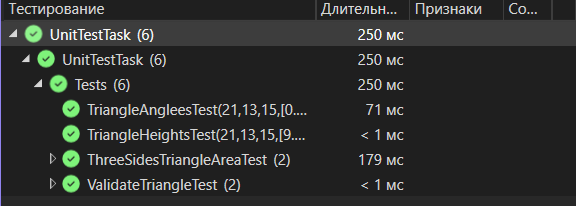 Тестирование Длительн... Признаки Со...
UnitTestTask (6) 250 мс
UnitTestTask (6) 250 мс
Tests (6) 250 мс
TriangleAngleesTest(21,13,15,[0.... 71 мс
TriangleHeightsTest(21,13,15,[9.... < 1 мс
ThreeSidesTriangleAreaTest (2) 179 мс
ValidateTriangleTest (2) < 1 мс